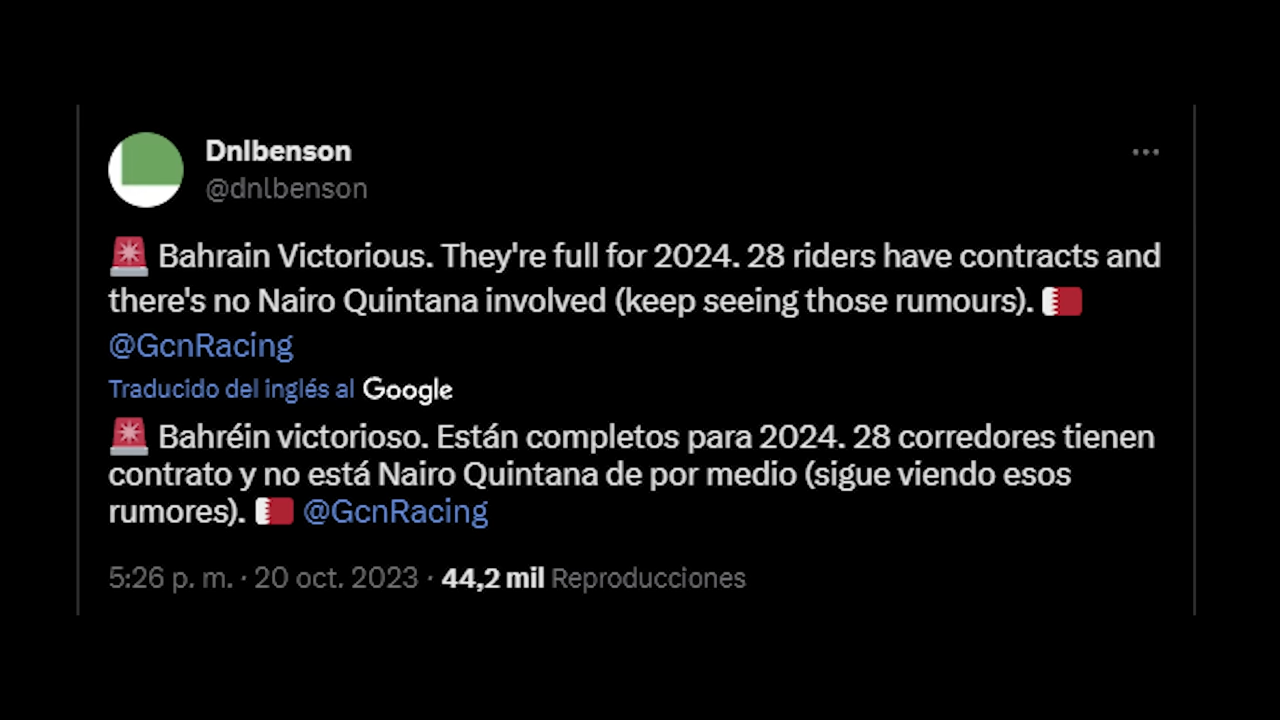 Dnlbenson
@dnlbenson
🚨 Bahrain Victorious. They're full for 2024. 28 riders have contracts and
there's no Nairo Quintana involved (keep seeing those rumours). 🇧🇭
@GcnRacing
Traducido del inglés al Google
🚨 Bahréin victorioso. Están completos para 2024. 28 corredores tienen
contrato y no está Nairo Quintana de por medio (sigue viendo esos
rumores). 🇧🇭 @GcnRacing
5:26 p. m. · 20 oct. 2023 · 44,2 mil Reproducciones